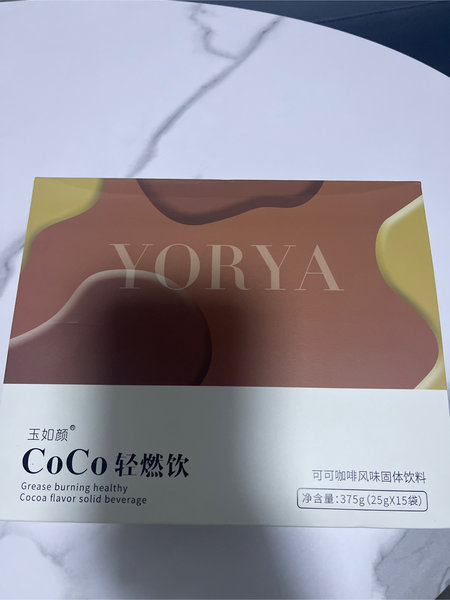 YORYA
玉如颜®
CoCo 轻燃饮
Grease burning healthy
Cocoa flavor solid beverage
可可咖啡风味固体饮料
净含量:375g(25gX15袋)